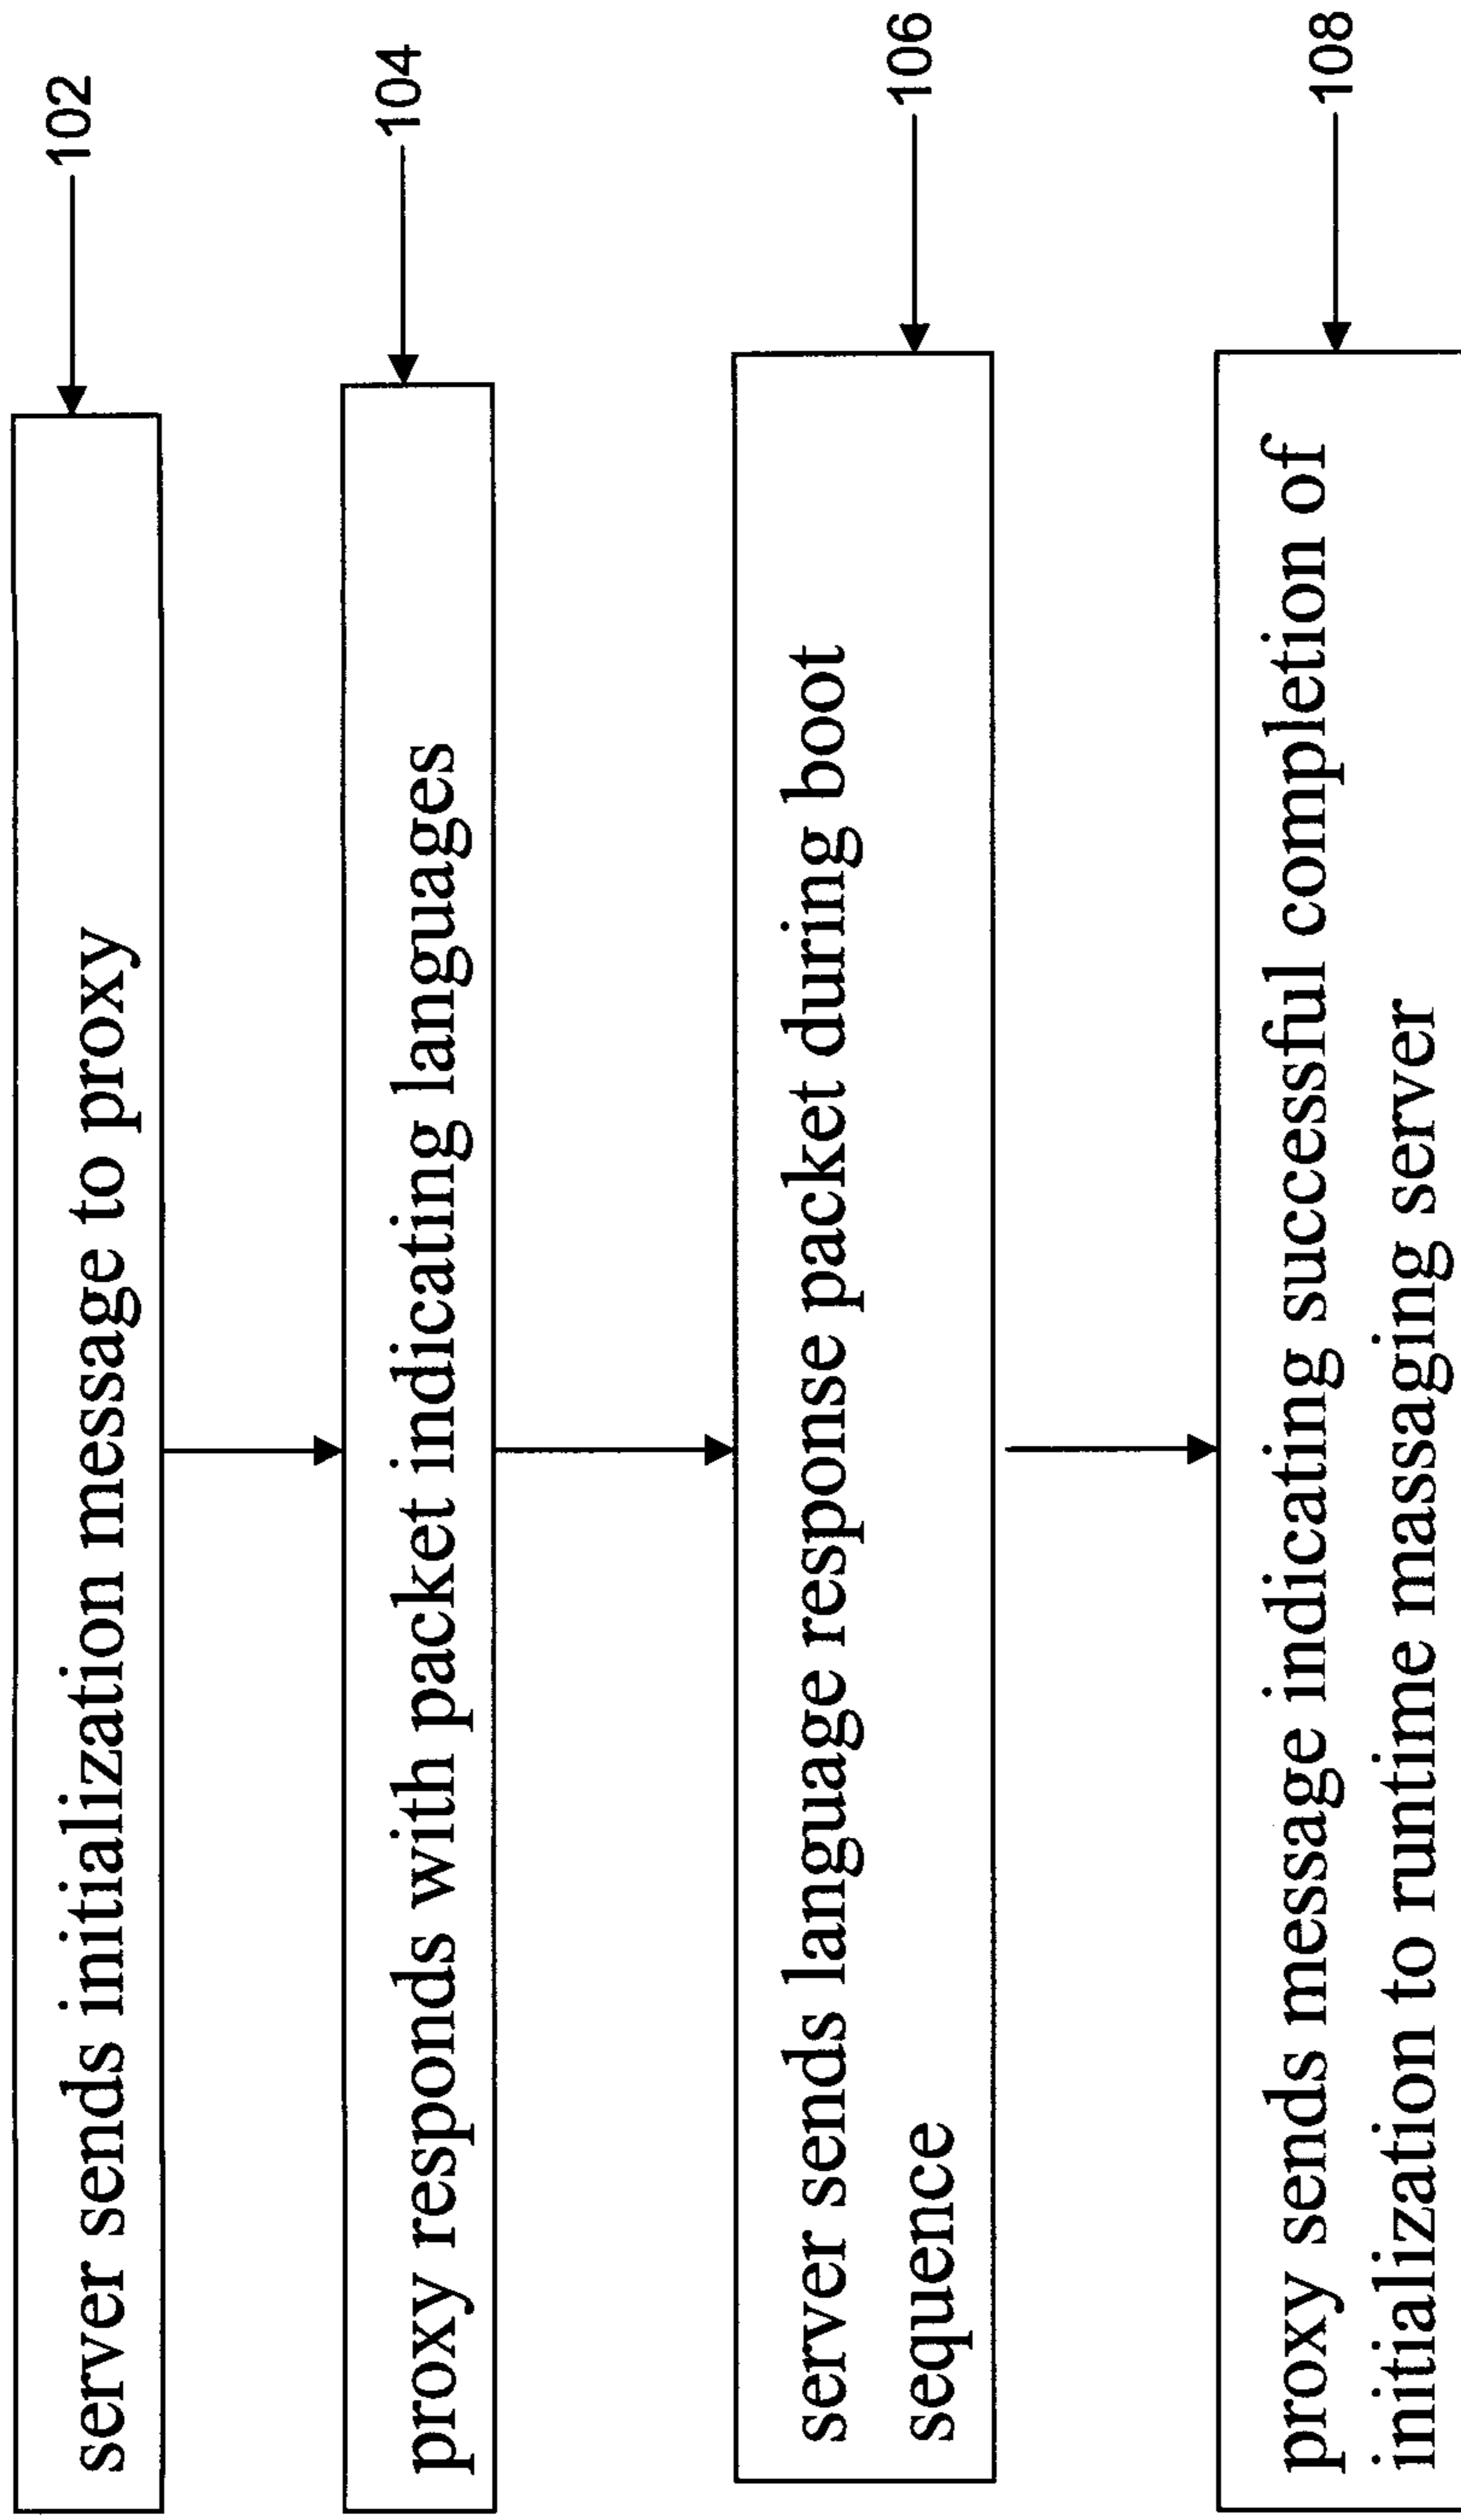 server sends initialization message to proxy
102
proxy responds with packet indicating languages
104
server sends language response packet during boot
sequence
106
proxy sends message indicating successful completion of
initialization to runtime massaging server
108